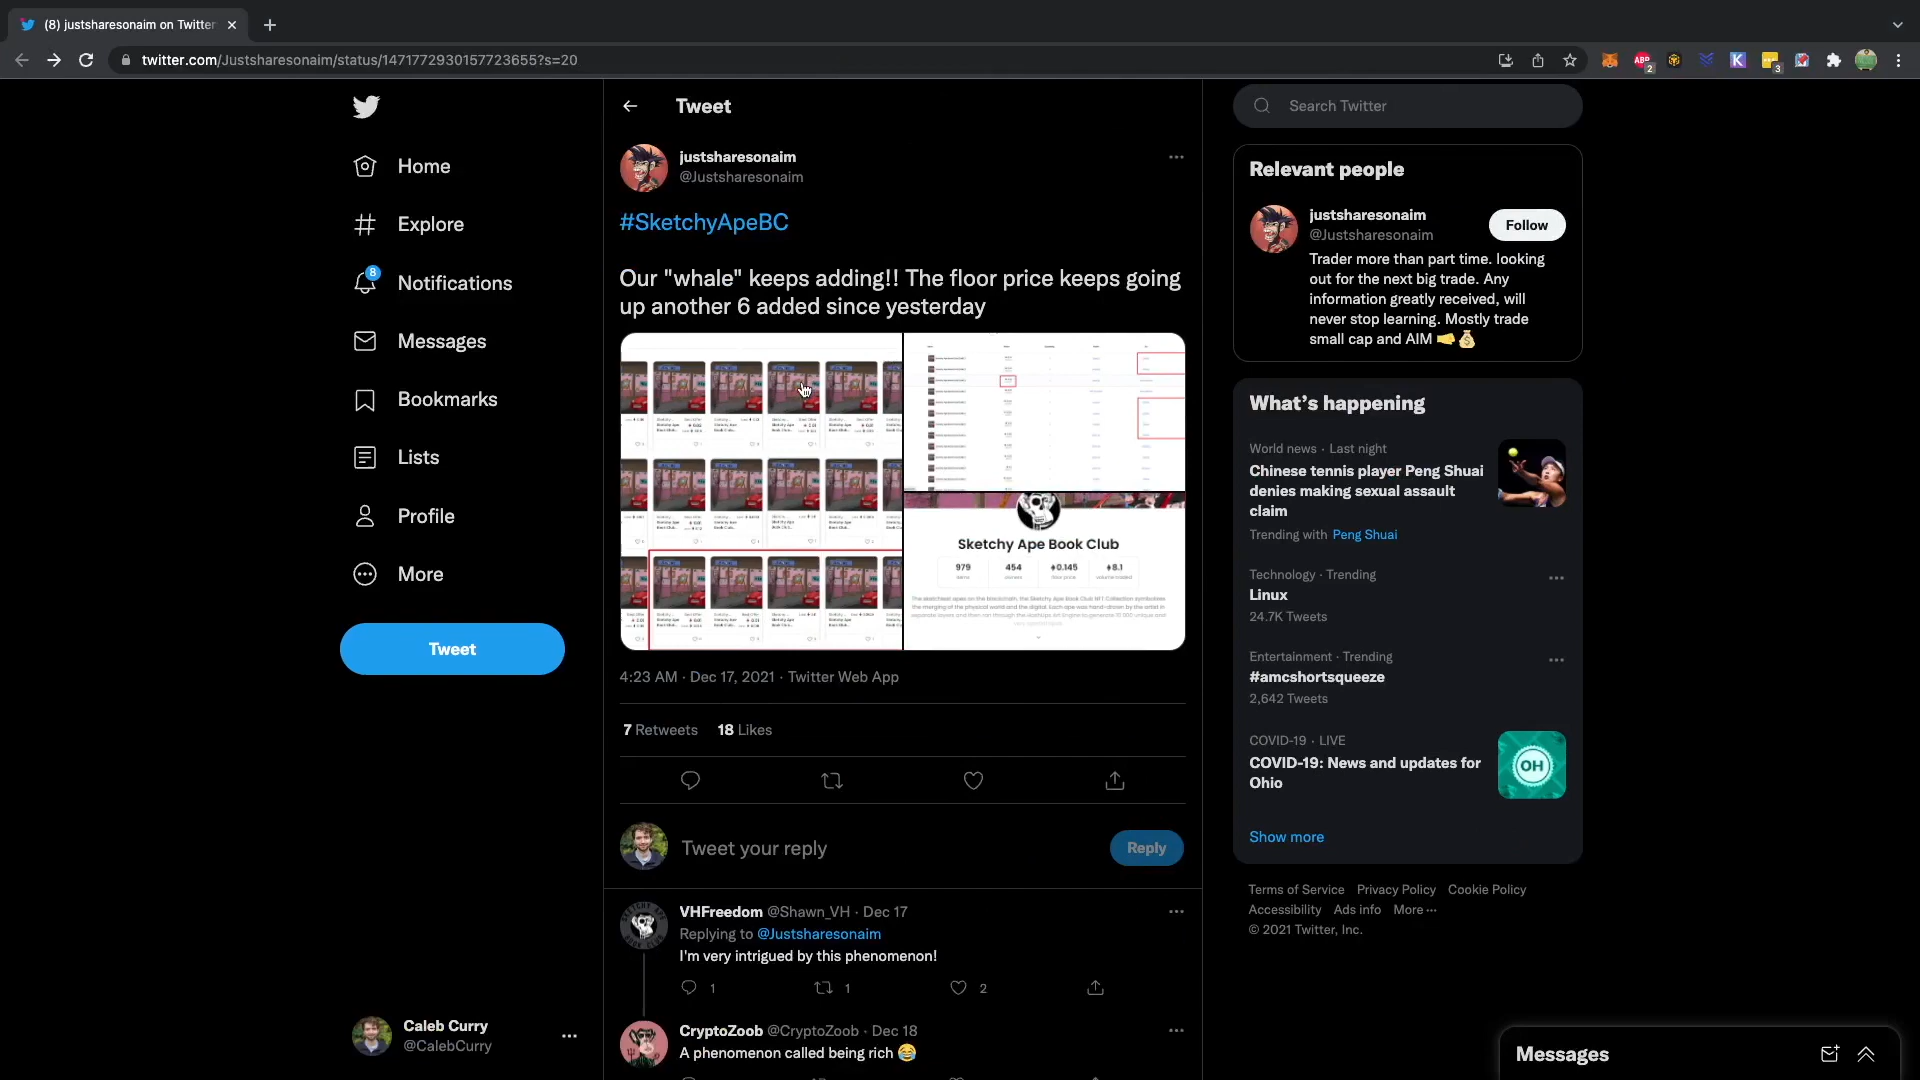 (8) justsharesonaim on Twitter
twitter.com/Justsharesonaim/status/1471772930157723655?s=20
ABP
2
K
3
Home
Explore
8
Notifications
Messages
Bookmarks
Lists
Profile
More
Tweet
Caleb Curry
@CalebCurry
Tweet
justsharesonaim
@Justsharesonaim
#SketchyApeBC
Our "whale" keeps adding!! The floor price keeps going
up another 6 added since yesterday
Sketchy Ape Book Club
979
454
0.145
8.1
items
owners
floor price
volume traded
4:23 AM · Dec 17, 2021 · Twitter Web App
7 Retweets 18 Likes
Tweet your reply
Reply
VHFreedom @Shawn_VH · Dec 17
Replying to @Justsharesonaim
I'm very intrigued by this phenomenon!
1
1
2
CryptoZoob @CryptoZoob · Dec 18
A phenomenon called being rich 😂
Search Twitter
Relevant people
justsharesonaim
@Justsharesonaim
Follow
Trader more than part time. looking
out for the next big trade. Any
information greatly received, will
never stop learning. Mostly trade
small cap and AIM 🤜💰
What's happening
World news · Last night
Chinese tennis player Peng Shuai
denies making sexual assault
claim
Trending with Peng Shuai
Technology · Trending
Linux
24.7K Tweets
Entertainment · Trending
#amcshortsqueeze
2,642 Tweets
COVID-19 · LIVE
COVID-19: News and updates for
Ohio
OH
Show more
Terms of Service Privacy Policy Cookie Policy
Accessibility Ads info More ···
© 2021 Twitter, Inc.
Messages